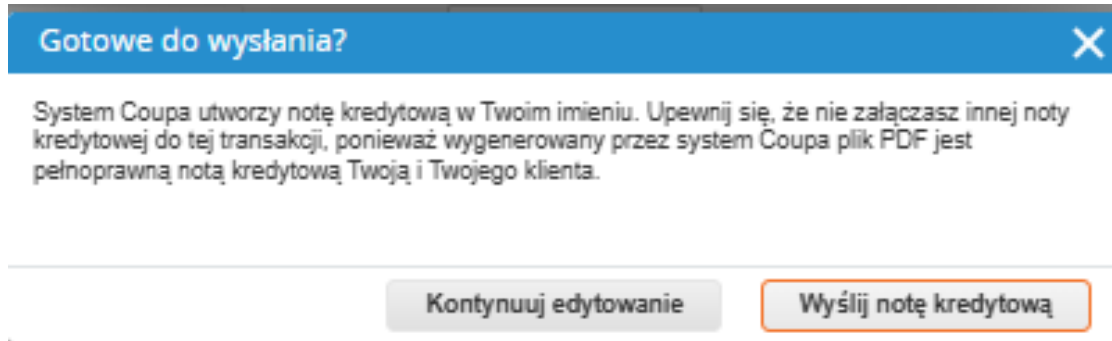 Gotowe do wysłania?
System Coupa utworzy notę kredytową w Twoim imieniu. Upewnij się, że nie załączasz innej noty
kredytowej do tej transakcji, ponieważ wygenerowany przez system Coupa plik PDF jest
pełnoprawną notą kredytową Twoją i Twojego klienta.
Kontynuuj edytowanie
Wyślij notę kredytową